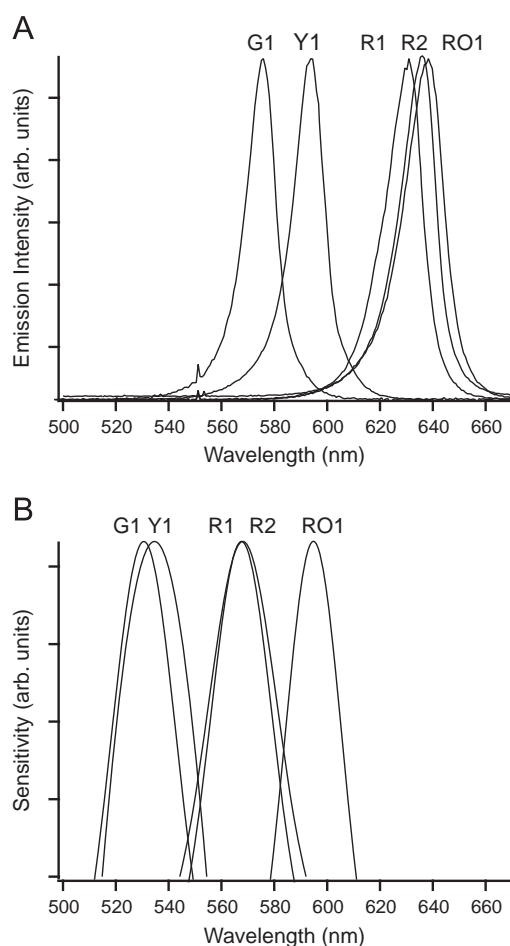 A
G1 Y1 R1 R2 RO1
Emission Intensity (arb. units)
500 520 540 560 580 600 620 640 660
Wavelength (nm)
B
G1 Y1 R1 R2 RO1
Sensitivity (arb. units)
500 520 540 560 580 600 620 640 660
Wavelength (nm)